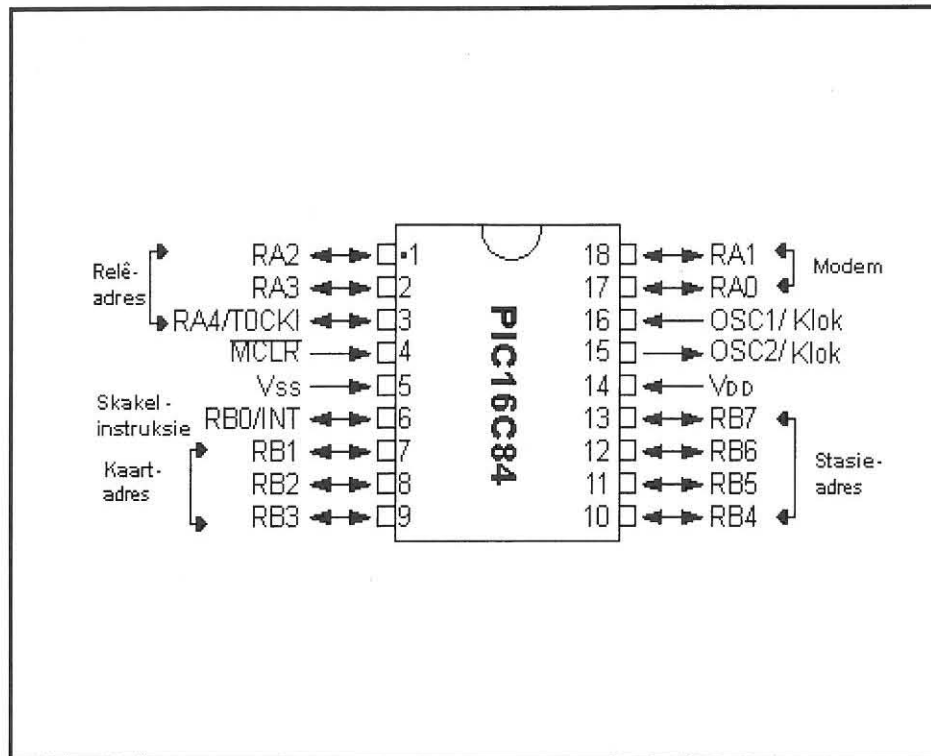 RA2 1 18 RA1
Relê-
adres
RA3 2 17 RA0
Modem
RA4/T0CKI 3 16 OSC1/Klok
MCLR 4 15 OSC2/Klok
Vss 5 14 VDD
Skakel-
instruksie
RB0/INT 6 13 RB7
RB1 7 12 RB6
Kaart-
adres
RB2 8 11 RB5
Stasie-
adres
RB3 9 10 RB4
PIC16C84